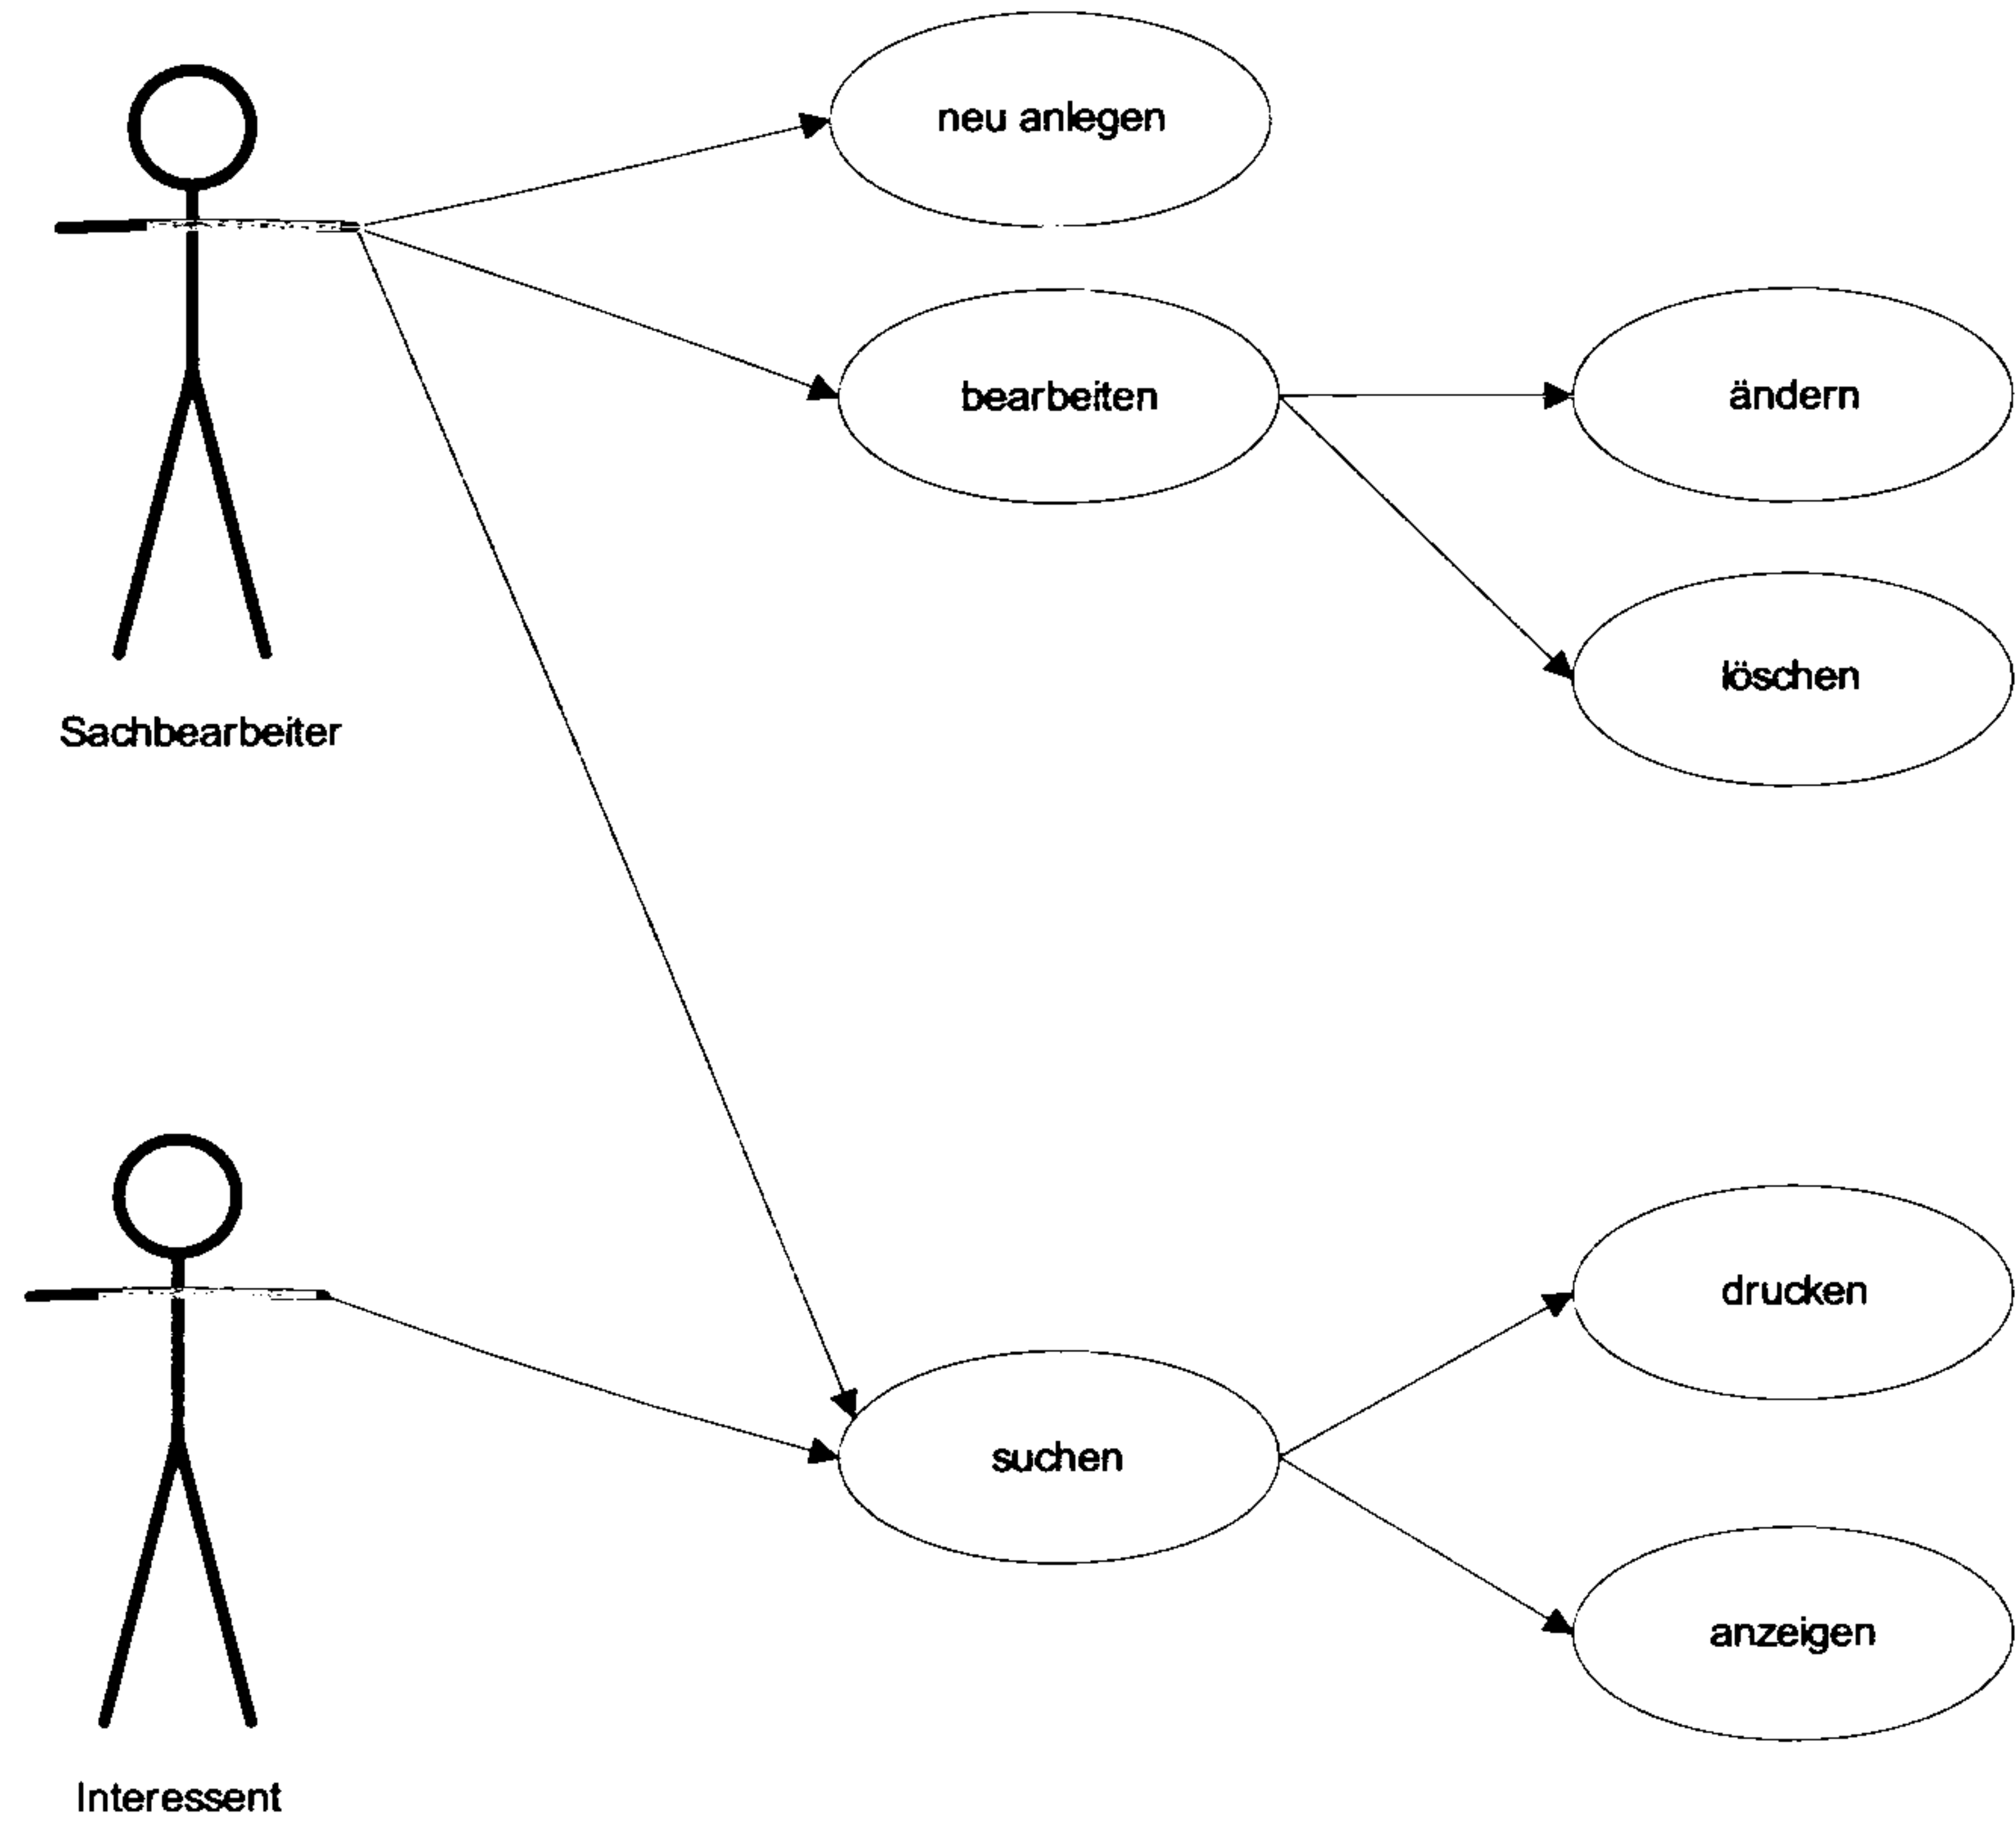 neu anlegen
bearbeiten
ändern
löschen
Sachbearbeiter
drucken
suchen
anzeigen
Interessent